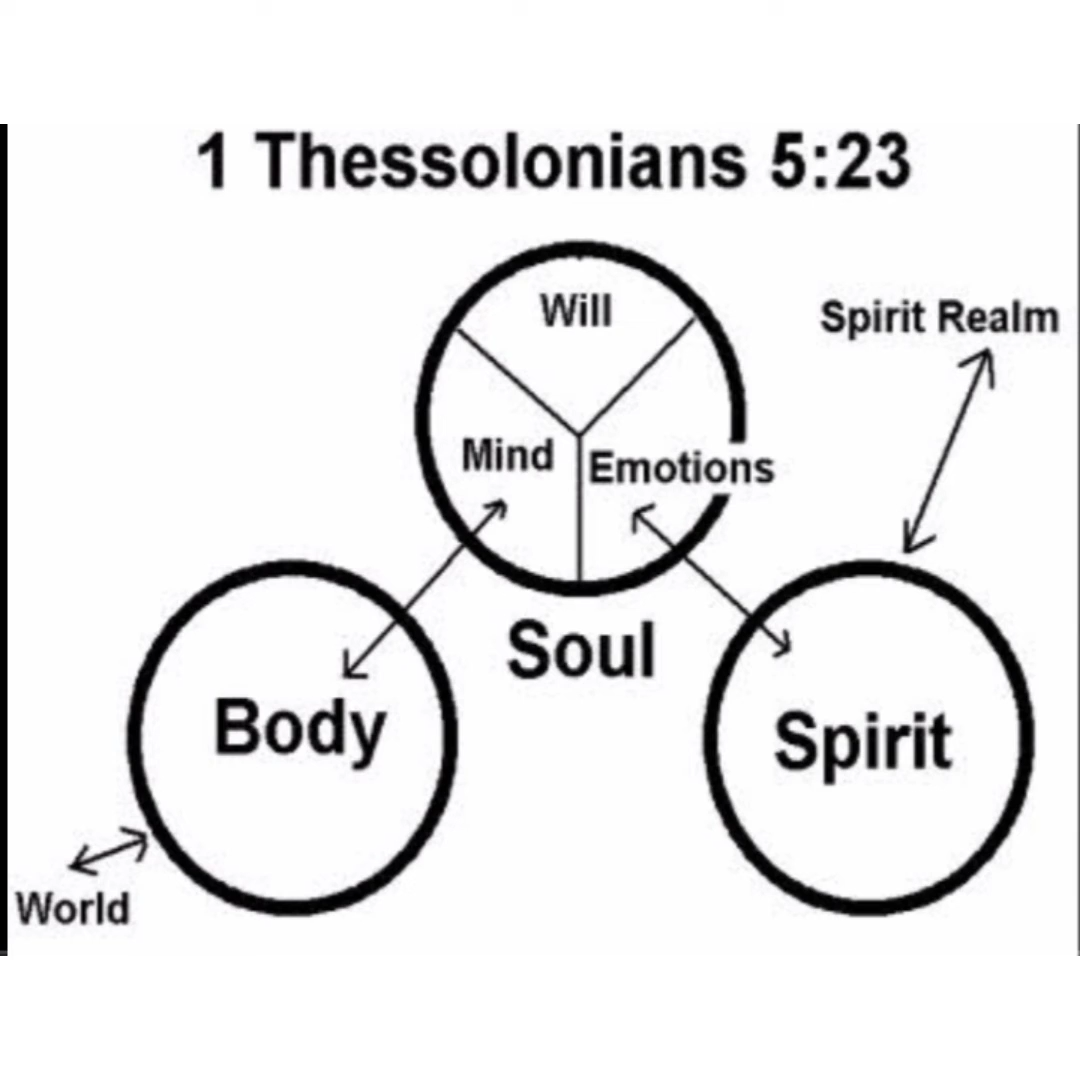 1 Thessolonians 5:23
Will
Spirit Realm
Mind
Emotions
Soul
Body
Spirit
World